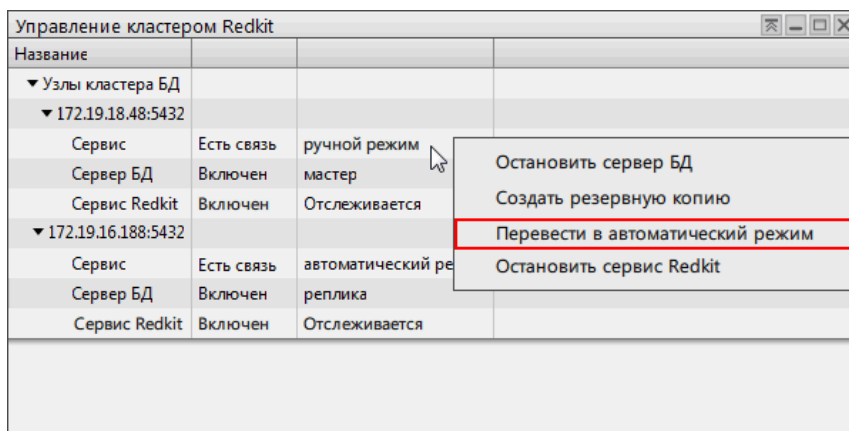 Управление кластером Redkit
Название
Узлы кластера БД
172.19.18.48:5432
Сервис Есть связь ручной режим
Остановить сервер БД
Сервер БД Включен мастер
Создать резервную копию
Сервис Redkit Включен Отслеживается
172.19.16.188:5432
Перевести в автоматический режим
Сервис Есть связь автоматический ре
Остановить сервис Redkit
Сервер БД Включен реплика
Сервис Redkit Включен Отслеживается